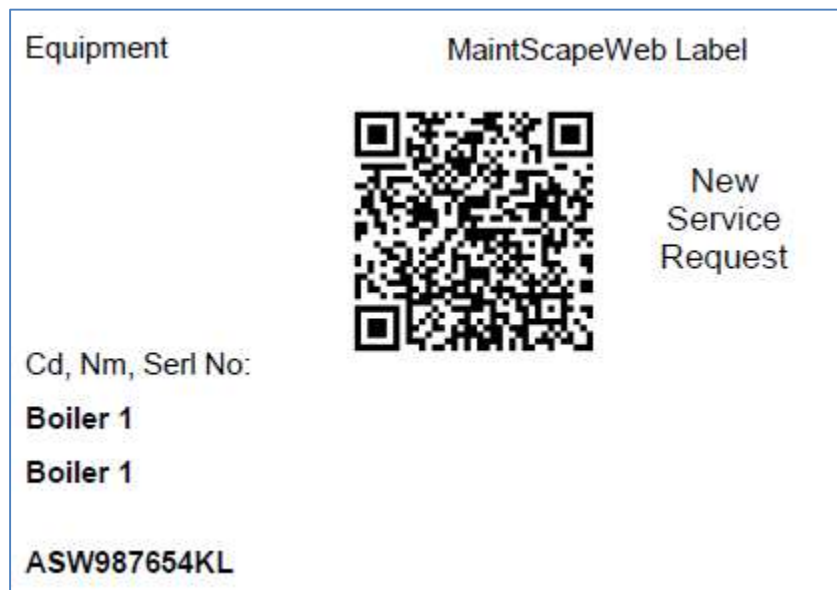 Equipment
MaintScapeWeb Label
New
Service
Request
Cd, Nm, Serl No:
Boiler 1
Boiler 1
ASW987654KL